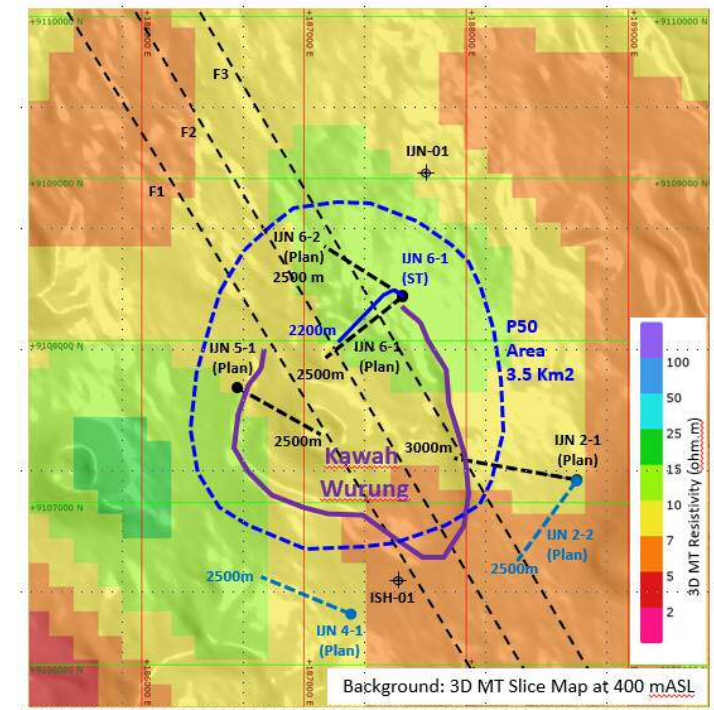 +9110000 N
+186000 E
+187000 E
+188000 E
+189000 E
+9110000 N
F3
F2
F1
IJN-01
+9109000 N
+9109000 N
IJN 6-2
(Plan)
2500 m
IJN 6-1
(ST)
2200m
+9108000 N
P50
Area
3.5 Km2
IJN 5-1
(Plan)
IJN 6-1
(Plan)
2500m
2500m
3000m
IJN 2-1
(Plan)
Kawah
Wurung
+9107000 N
IJN 2-2
(Plan)
2500m
2500m
ISH-01
IJN 4-1
(Plan)
+9106000 N
+186000 E
+187000 E
100
50
25
15
10
7
5
2
3D MT Resistivity (ohm.m)
Background: 3D MT Slice Map at 400 mASL